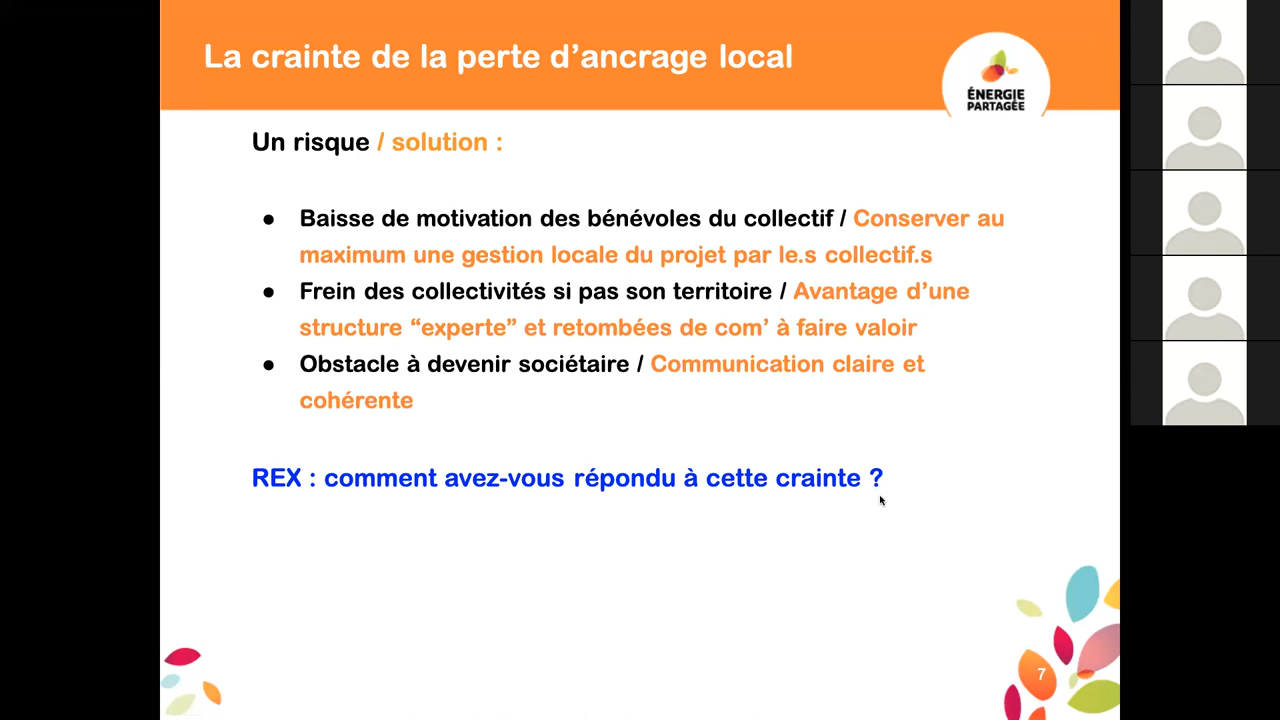 La crainte de la perte d’ancrage local
ÉNERGIE
PARTAGÉE
Un risque / solution :
● Baisse de motivation des bénévoles du collectif / Conserver au
maximum une gestion locale du projet par le.s collectif.s
● Frein des collectivités si pas son territoire / Avantage d’une
structure “experte” et retombées de com’ à faire valoir
● Obstacle à devenir sociétaire / Communication claire et
cohérente
REX : comment avez-vous répondu à cette crainte ?
7